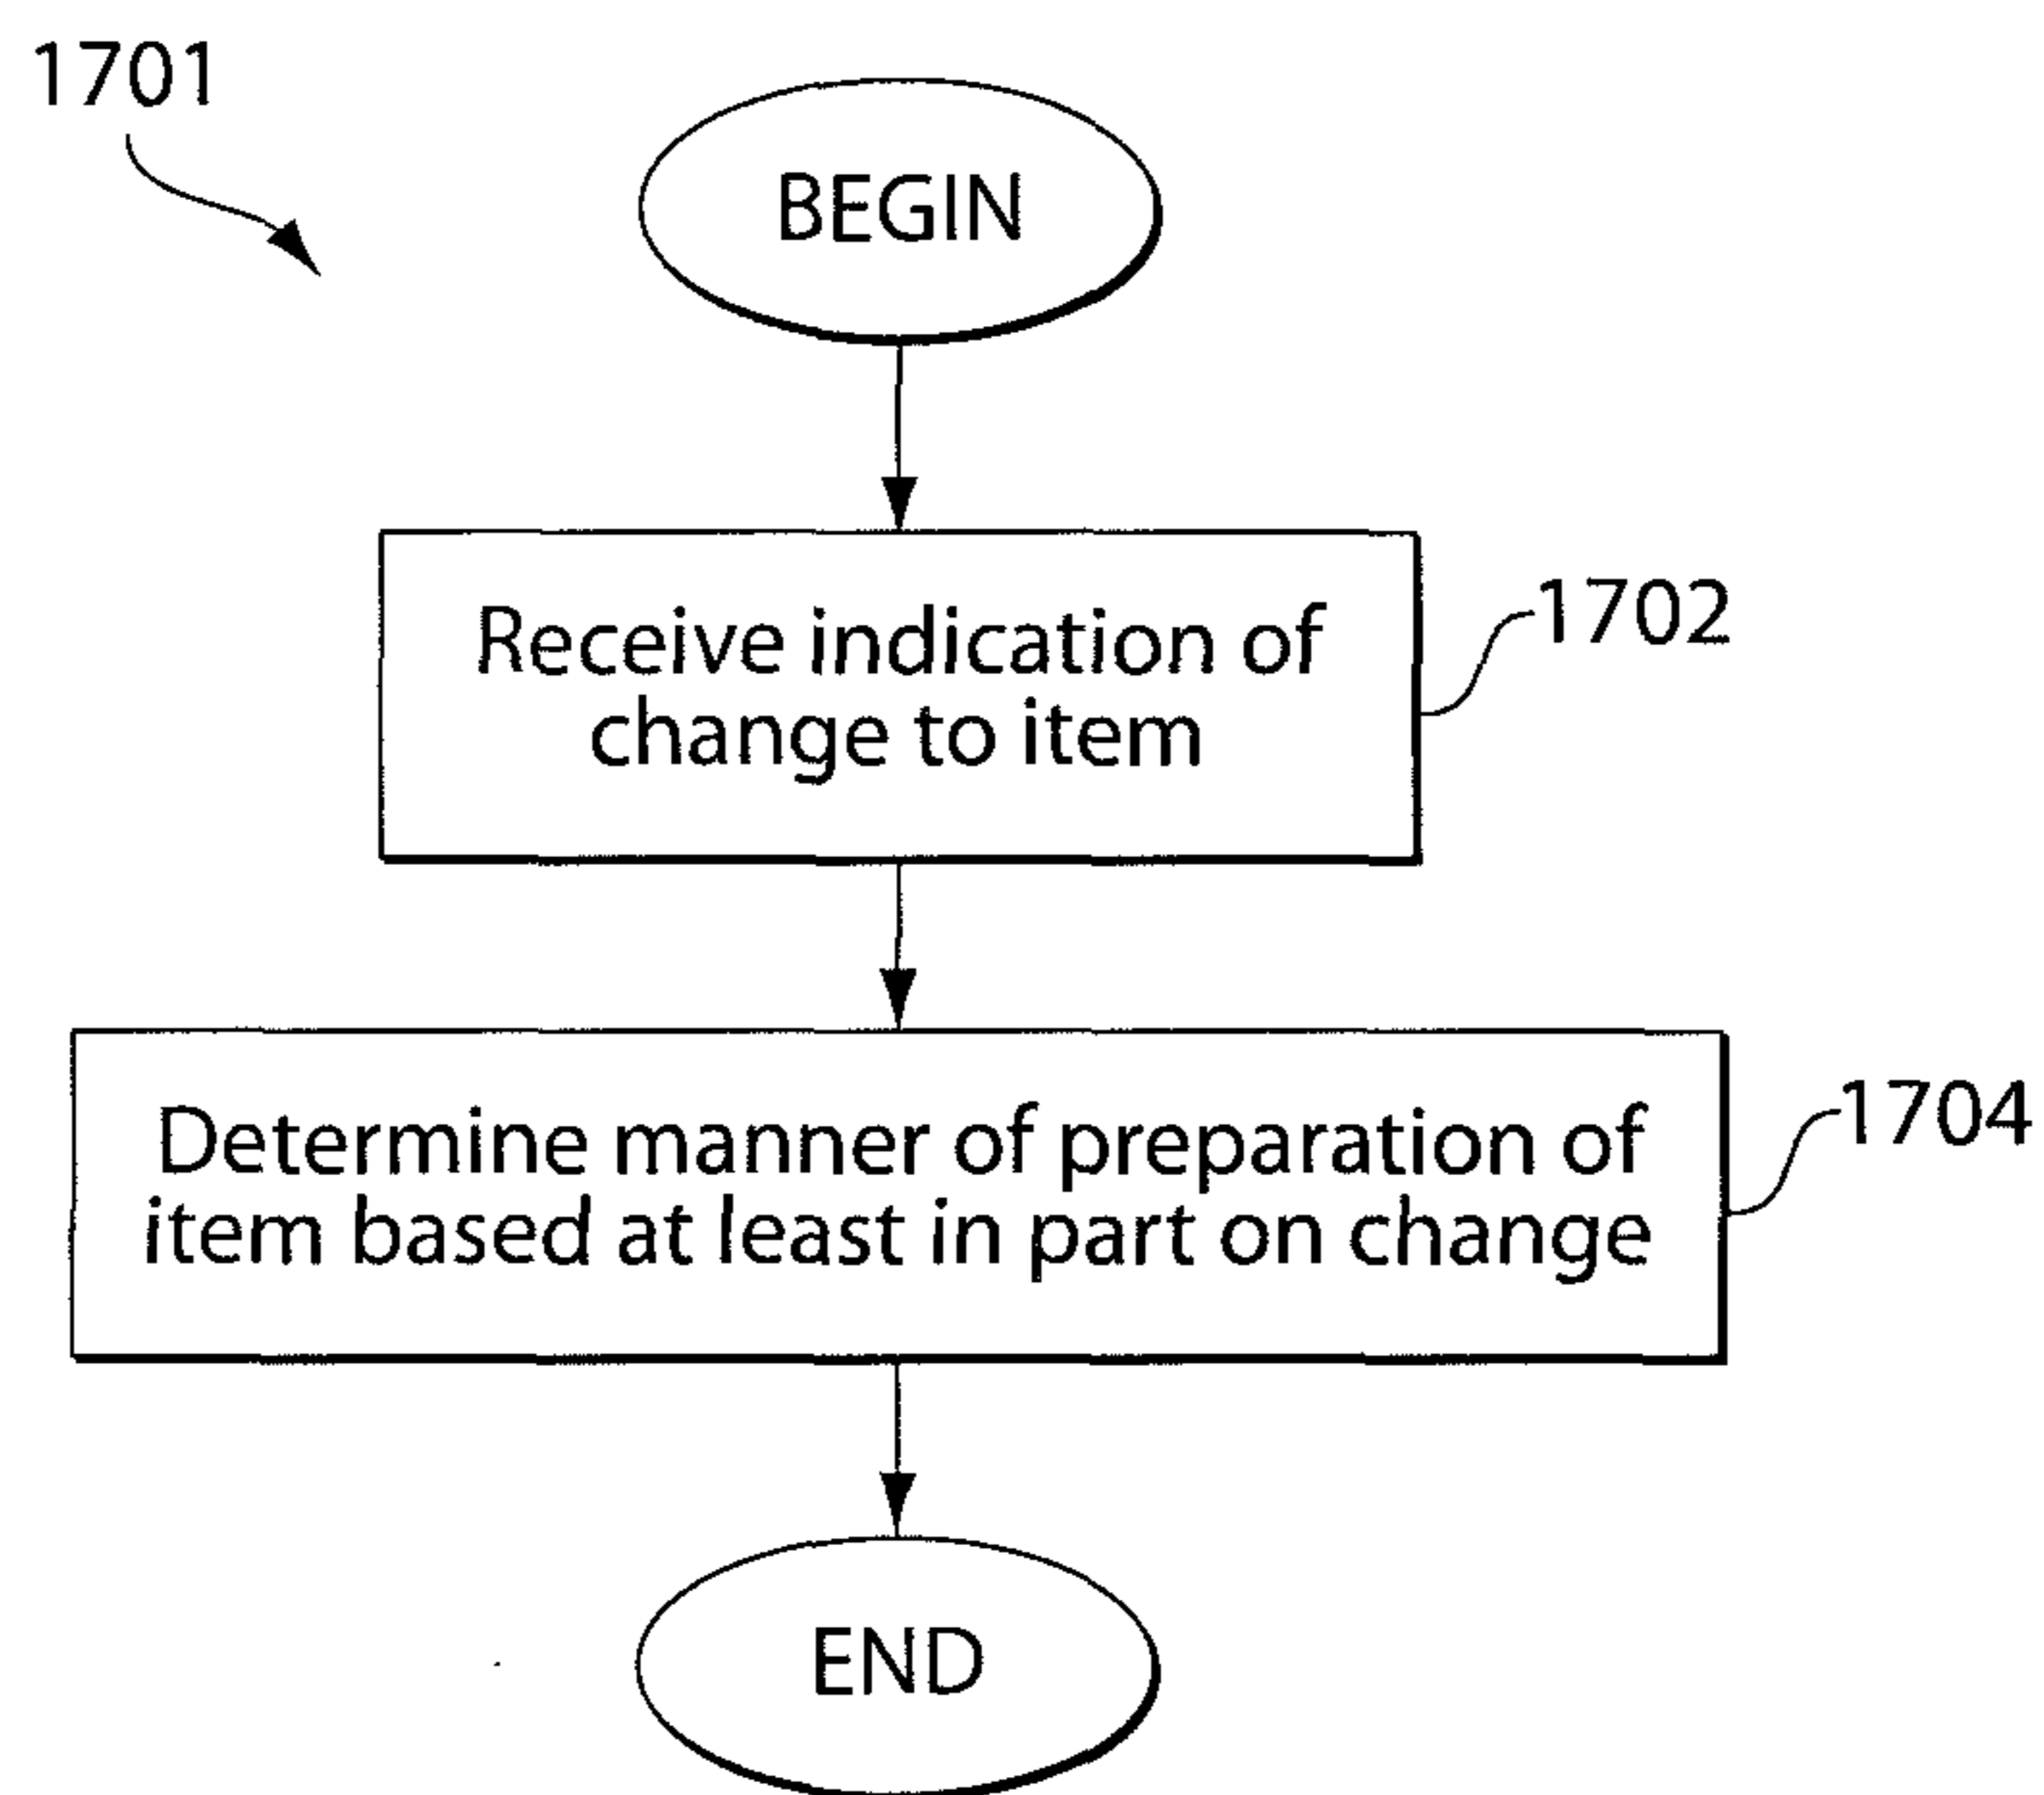 1701
BEGIN
Receive indication of
change to item
1702
Determine manner of preparation of
item based at least in part on change
1704
END